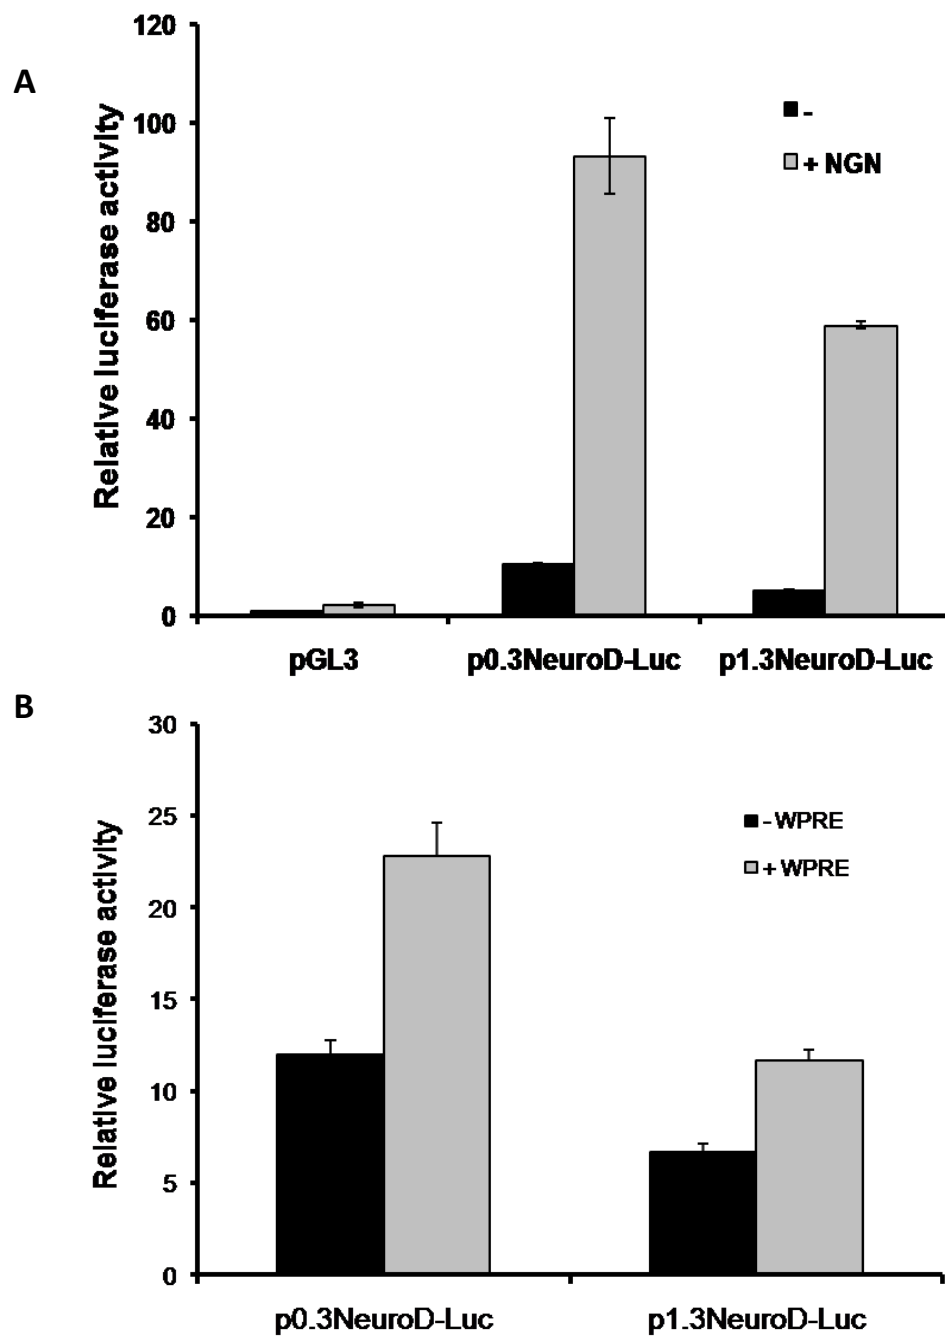 A
Relative luciferase activity
120
100
80
60
40
20
0
-
+ NGN
pGL3
p0.3NeuroD-Luc
p1.3NeuroD-Luc
B
Relative luciferase activity
30
25
20
15
10
5
0
- WPRE
+ WPRE
p0.3NeuroD-Luc
p1.3NeuroD-Luc